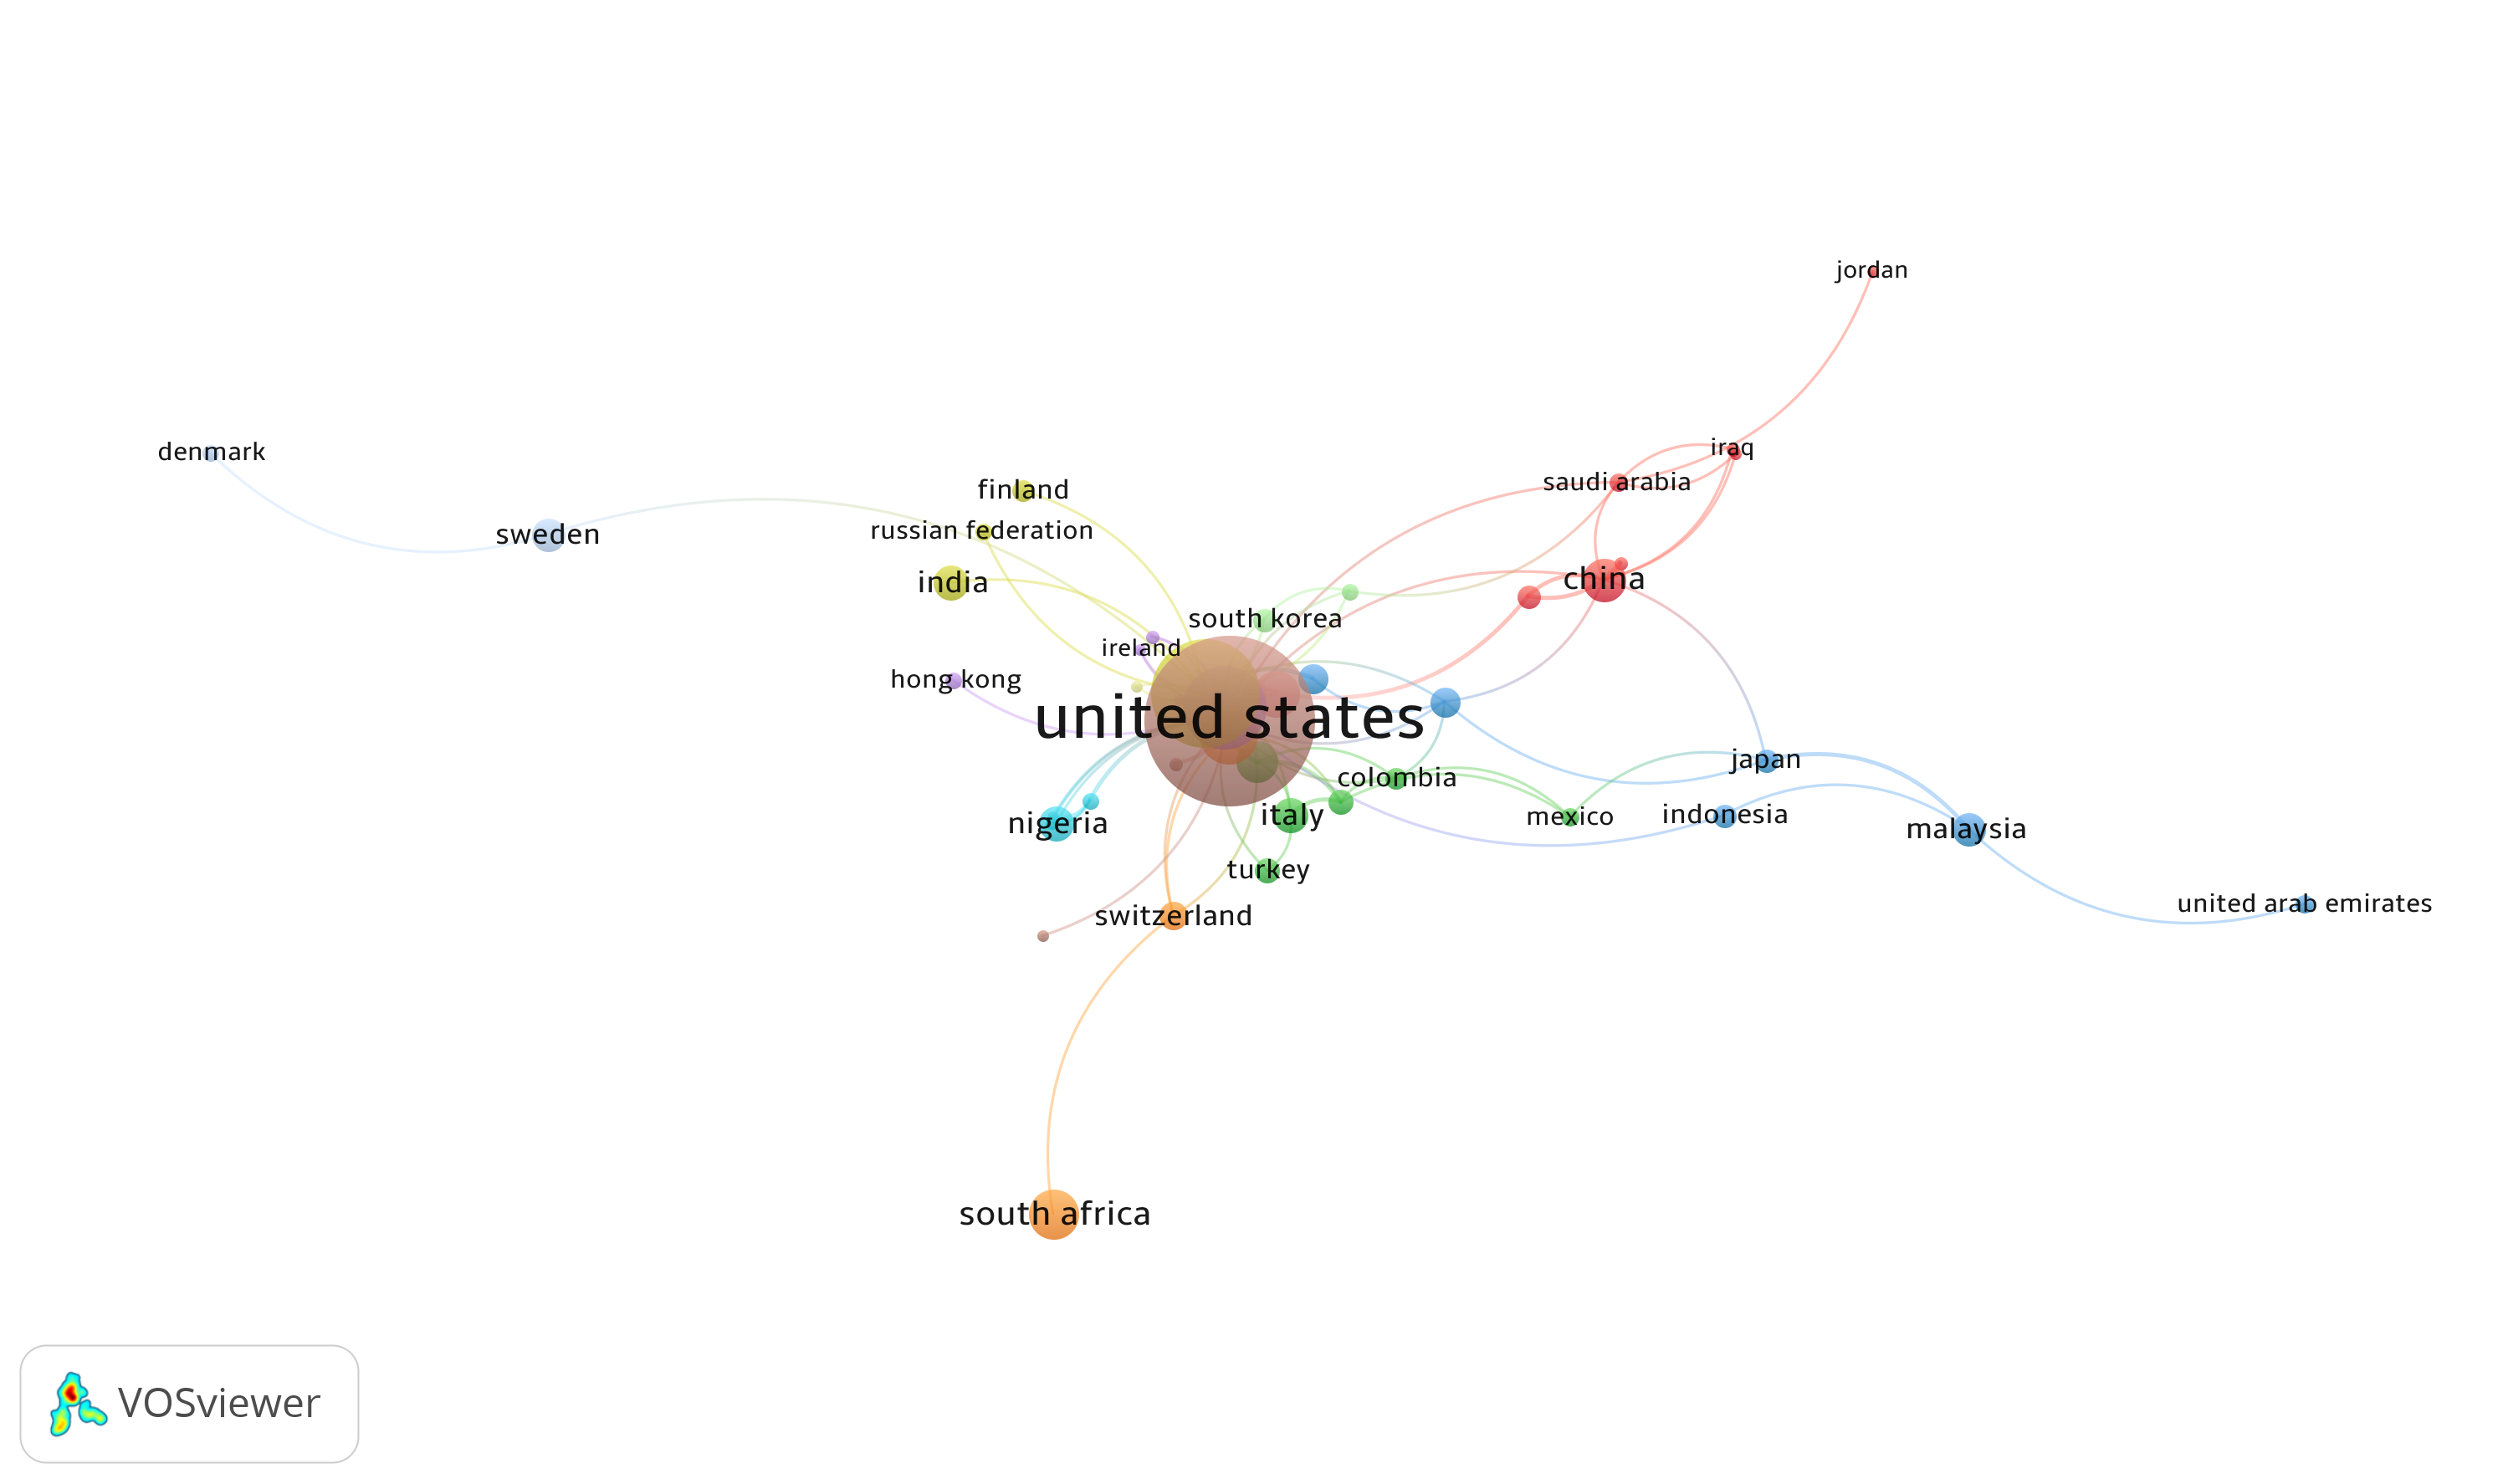 jordan
iraq
denmark
saudi arabia
finland
russian federation
sweden
china
india
south korea
ireland
hong kong
united states
japan
colombia
italy
mexico
indonesia
nigeria
malaysia
turkey
united arab emirates
switzerland
south africa
VOSviewer